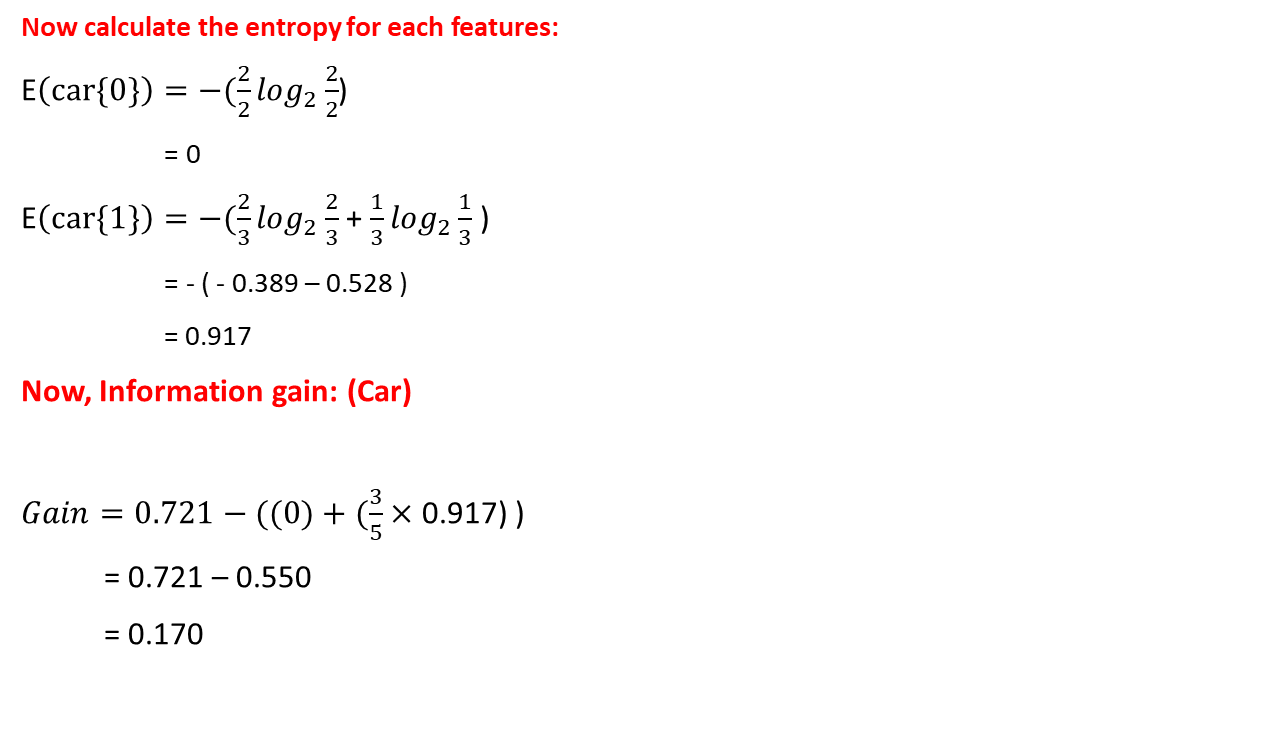 Now calculate the entropy for each features:
E(car{0}) = −(2/2 log₂ 2/2)
= 0
E(car{1}) = −(2/3 log₂ 2/3 + 1/3 log₂ 1/3 )
= - ( - 0.389 – 0.528 )
= 0.917
Now, Information gain: (Car)
Gain = 0.721 − ((0) + (3/5 × 0.917) )
= 0.721 – 0.550
= 0.170